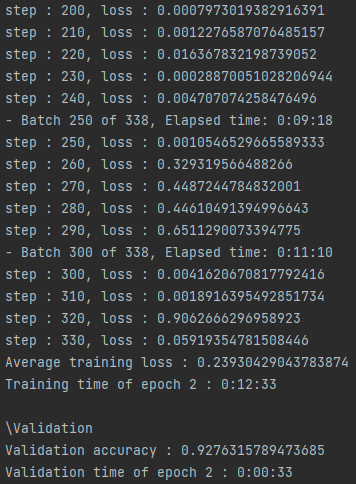 step : 200, loss : 0.0007973019382916391
step : 210, loss : 0.0012276587076485157
step : 220, loss : 0.016367832198739052
step : 230, loss : 0.00028870051028206944
step : 240, loss : 0.004707074258476496
- Batch 250 of 338, Elapsed time: 0:09:18
step : 250, loss : 0.0010546529665589333
step : 260, loss : 0.329319566488266
step : 270, loss : 0.4487244784832001
step : 280, loss : 0.44610491394996643
step : 290, loss : 0.6511290073394775
- Batch 300 of 338, Elapsed time: 0:11:10
step : 300, loss : 0.0041620670817792416
step : 310, loss : 0.0018916395492851734
step : 320, loss : 0.9062666296958923
step : 330, loss : 0.05919354781508446
Average training loss : 0.23930429043783874
Training time of epoch 2 : 0:12:33
\Validation
Validation accuracy : 0.9276315789473685
Validation time of epoch 2 : 0:00:33